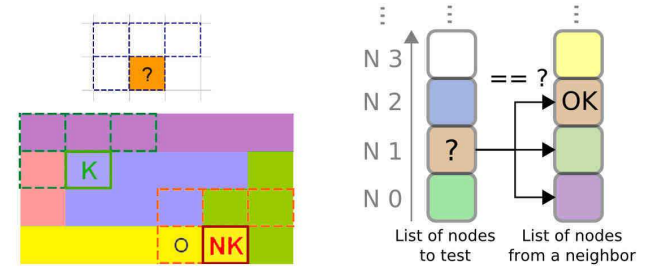 ?
K
O
NK
N 3
N 2
N 1
N 0
== ?
OK
?
List of nodes
to test
List of nodes
from a neighbor